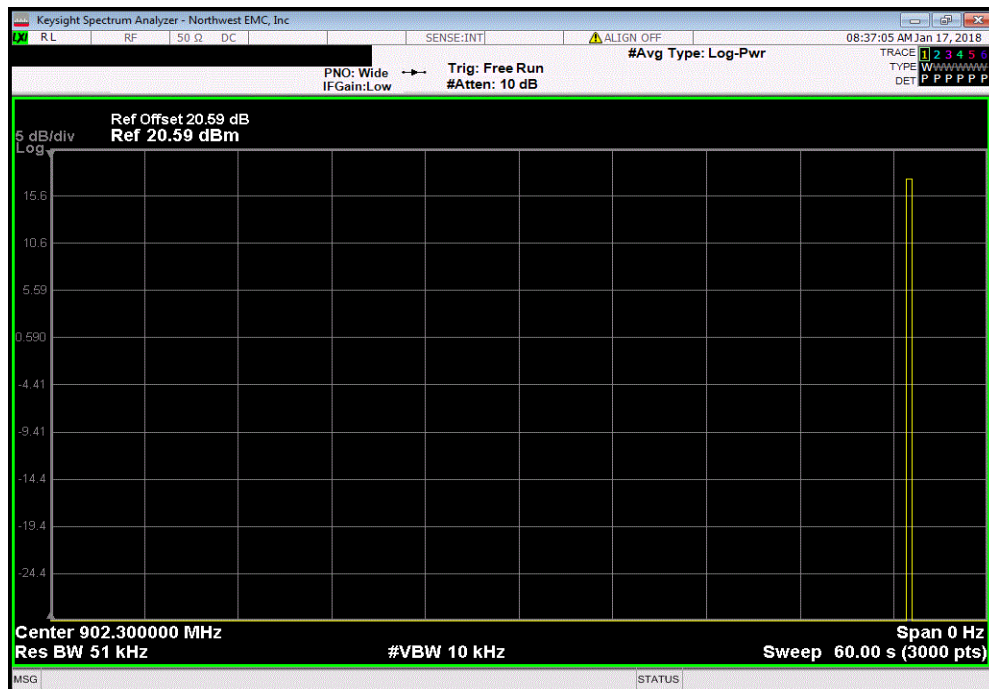 Keysight Spectrum Analyzer - Northwest EMC, Inc
LXI RL RF 50 Ω DC SENSE:INT ALIGN OFF 08:37:05 AM Jan 17, 2018
#Avg Type: Log-Pwr TRACE 1 2 3 4 5 6
PNO: Wide Trig: Free Run TYPE WWWWWW
IFGain:Low #Atten: 10 dB DET P P P P P P
Ref Offset 20.59 dB
5 dB/div Ref 20.59 dBm
Log
15.6
10.6
5.59
0.590
-4.41
-9.41
-14.4
-19.4
-24.4
Center 902.300000 MHz Span 0 Hz
Res BW 51 kHz #VBW 10 kHz Sweep 60.00 s (3000 pts)
MSG STATUS